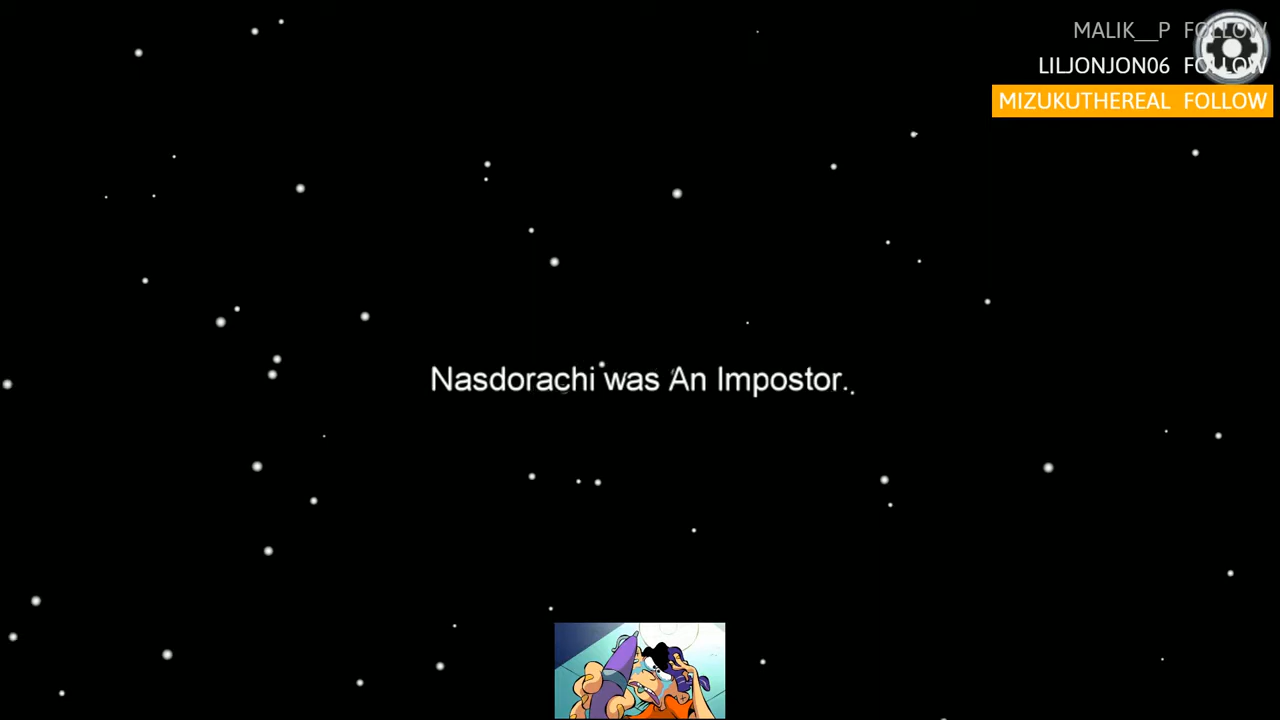 MALIK__P FOLLOW
LILJONJON06 FOLLOW
MIZUKUTHEREAL FOLLOW
Nasdorachi was An Impostor.